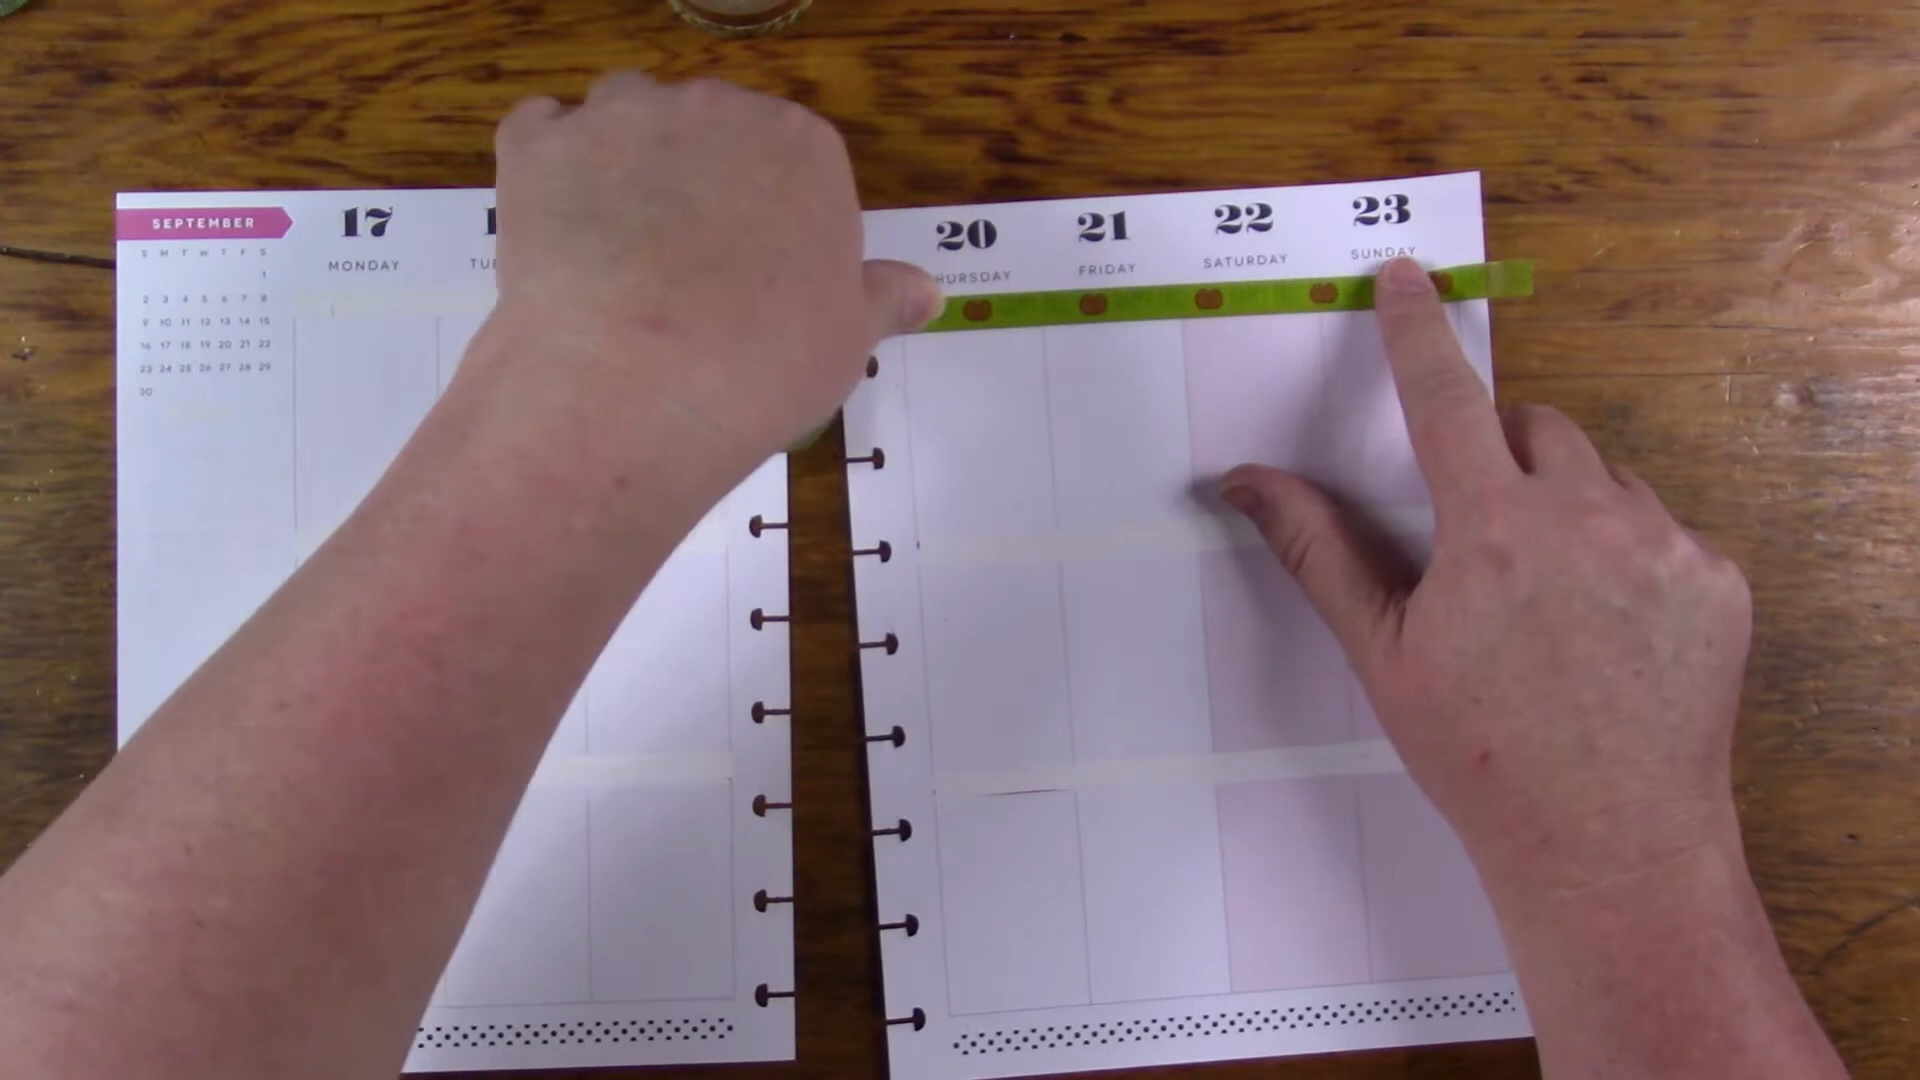 SEPTEMBER
S M T W T F S
1
2 3 4 5 6 7 8
9 10 11 12 13 14 15
16 17 18 19 20 21 22
23 24 25 26 27 28 29
30
17
MONDAY
20
21
FRIDAY
22
SATURDAY
23
SUNDAY